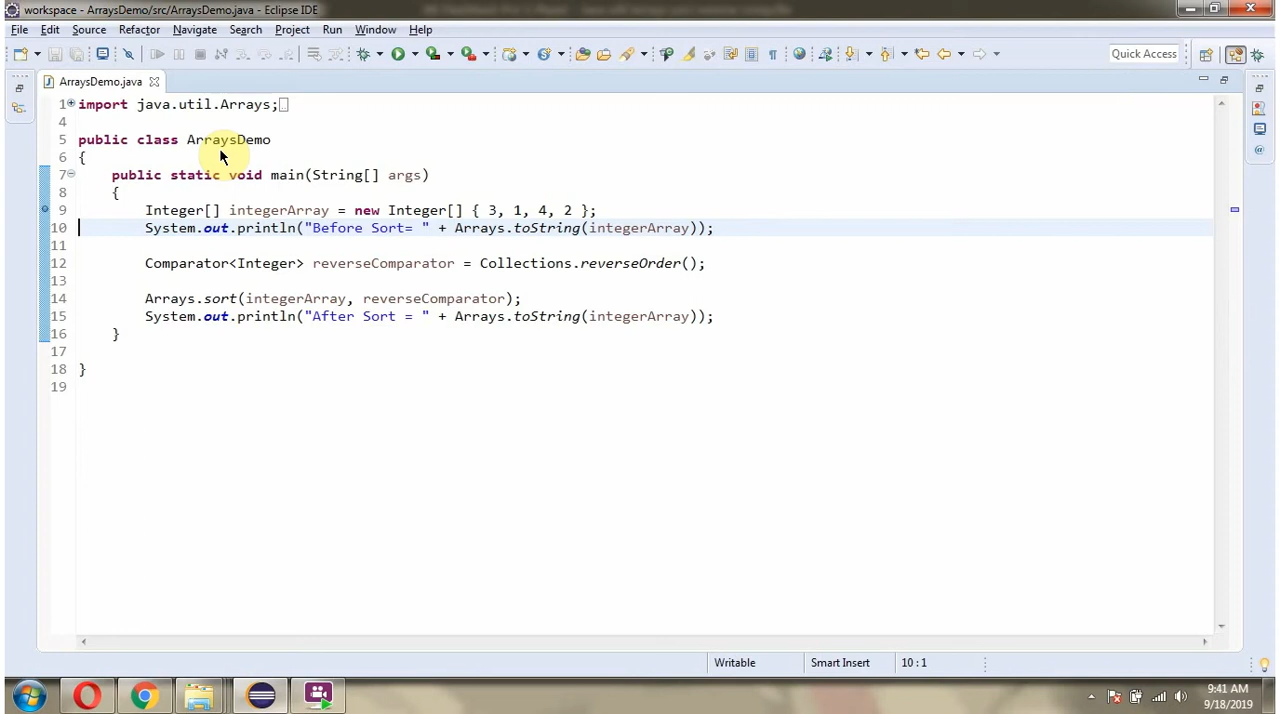 workspace - ArraysDemo/src/ArraysDemo.java - Eclipse IDE
File Edit Source Refactor Navigate Search Project Run Window Help
Quick Access
ArraysDemo.java
1 import java.util.Arrays;
4
5 public class ArraysDemo
6 {
7 public static void main(String[] args)
8 {
9 Integer[] integerArray = new Integer[] { 3, 1, 4, 2 };
10 System.out.println("Before Sort= " + Arrays.toString(integerArray));
11
12 Comparator<Integer> reverseComparator = Collections.reverseOrder();
13
14 Arrays.sort(integerArray, reverseComparator);
15 System.out.println("After Sort = " + Arrays.toString(integerArray));
16 }
17
18 }
19
Writable Smart Insert 10 : 1
9:41 AM
9/18/2019